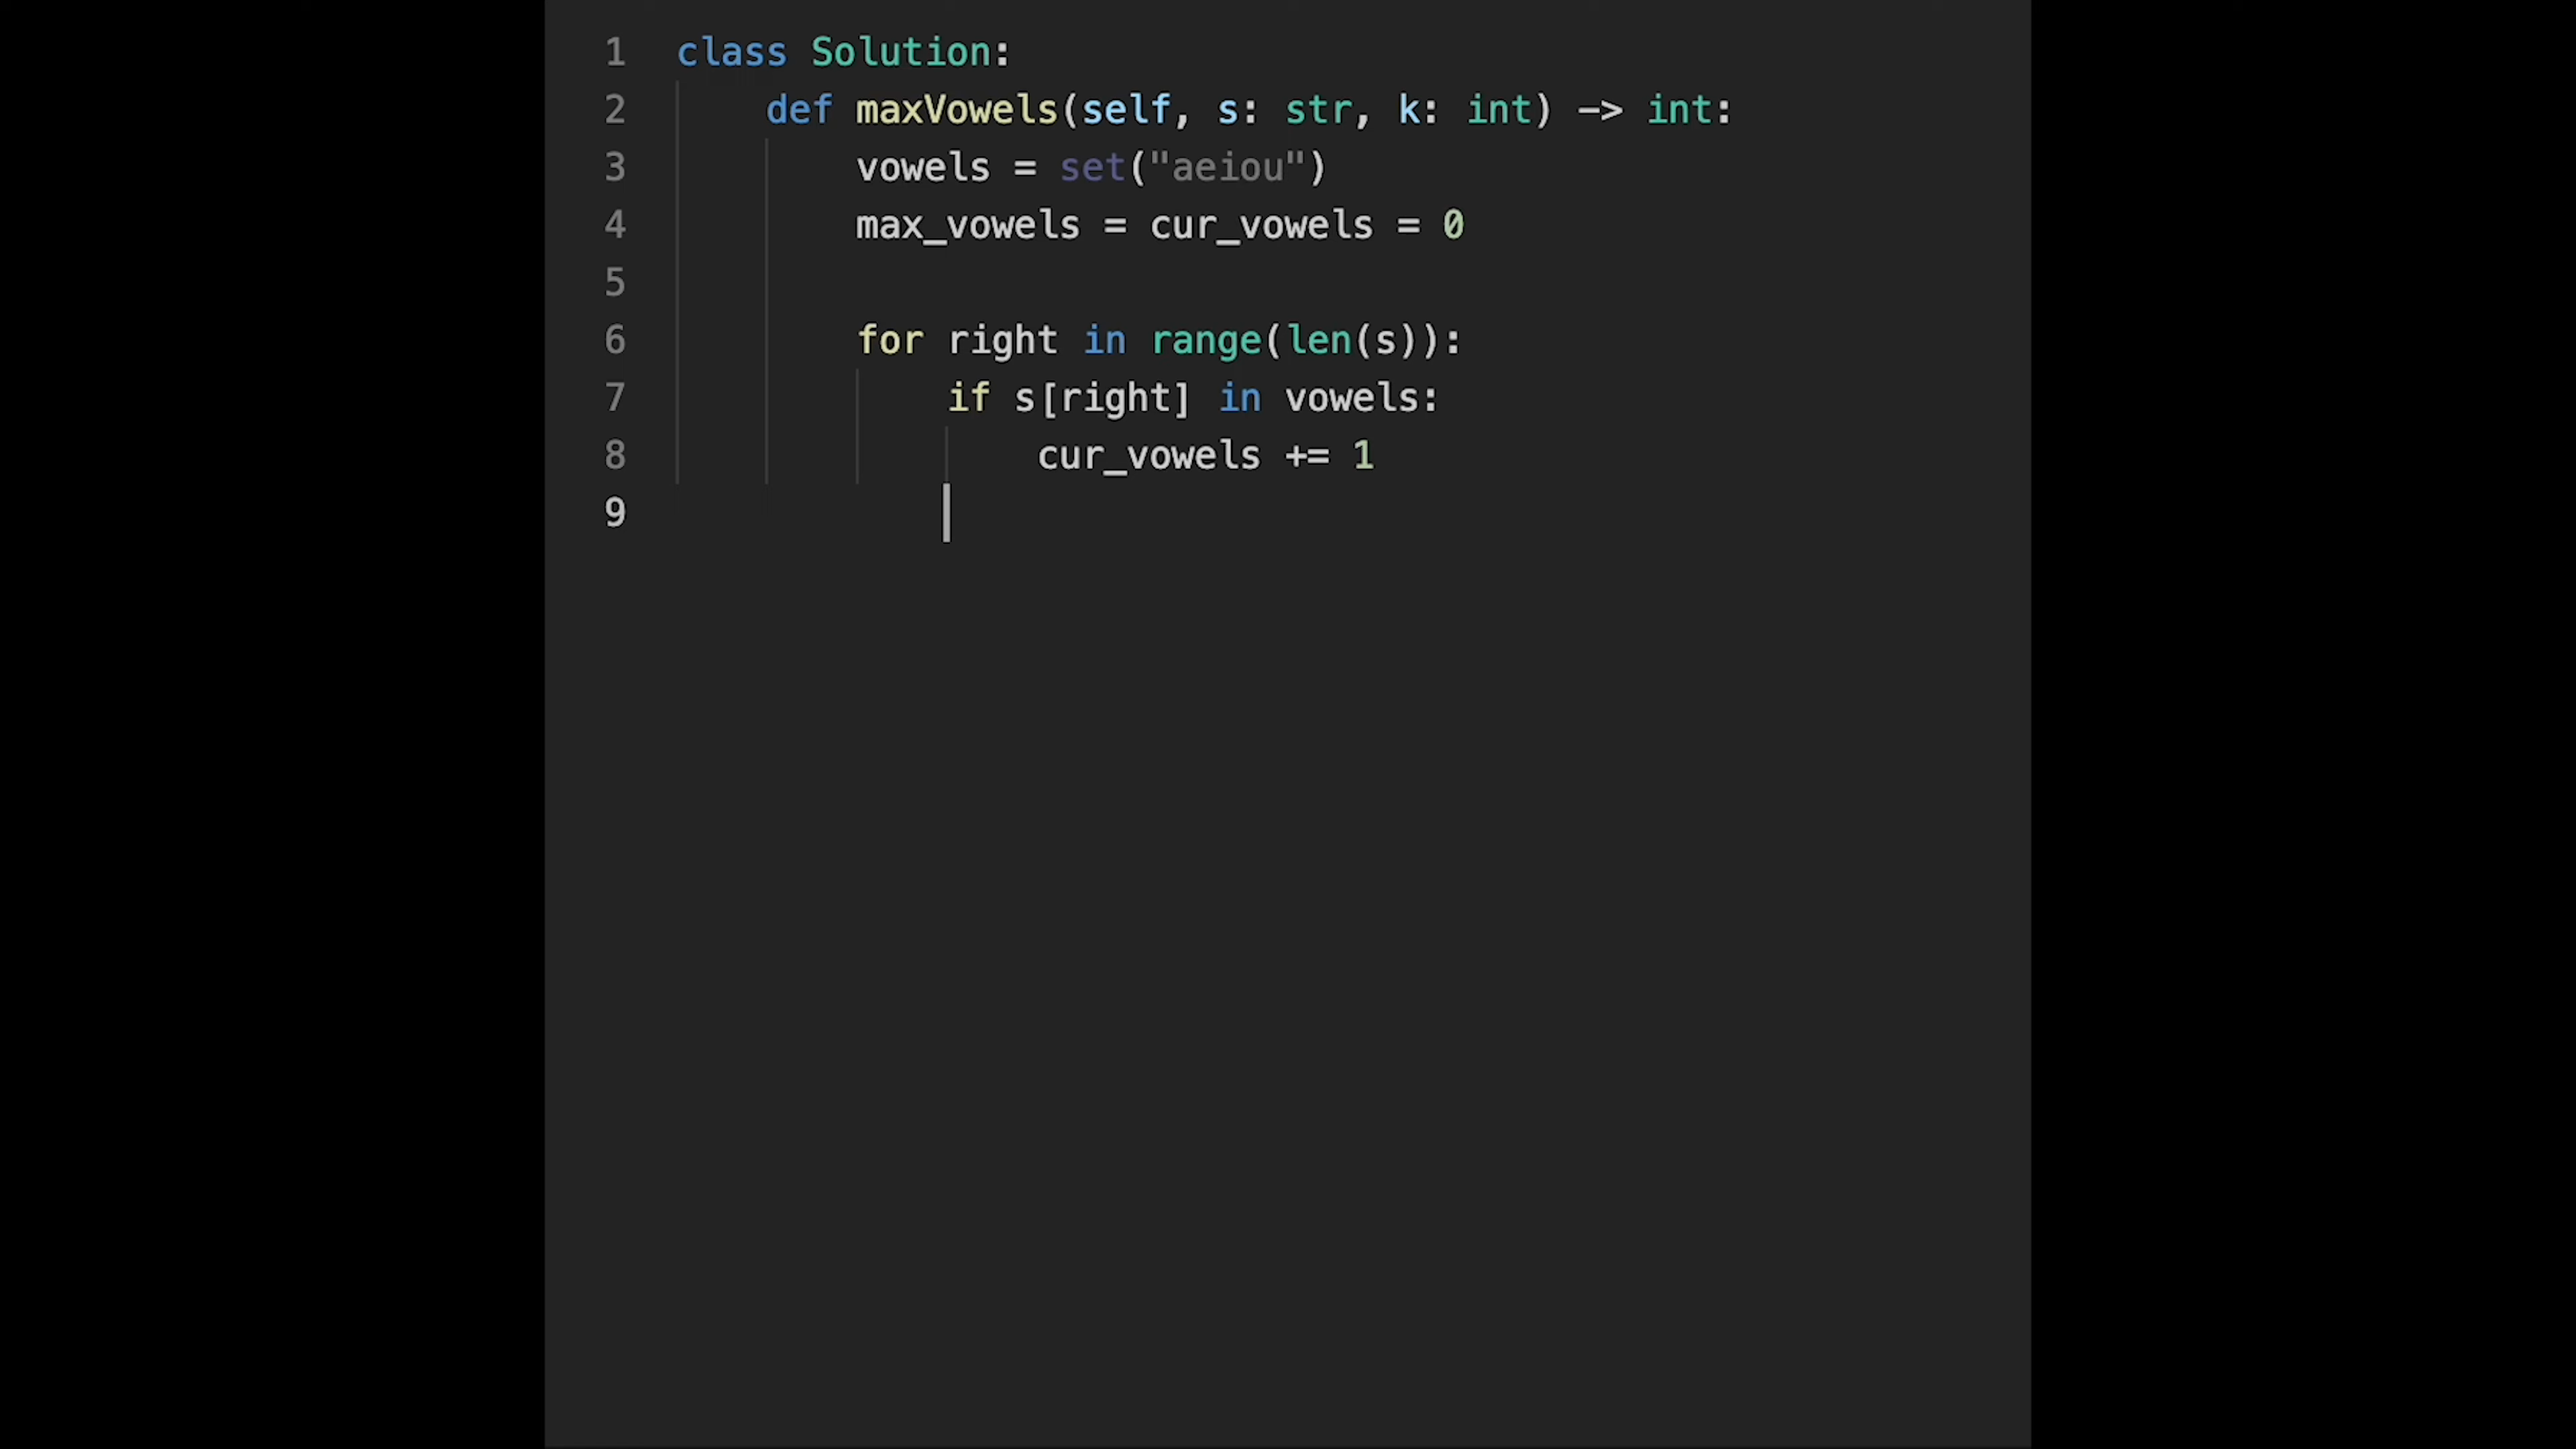 1 class Solution:
2 def maxVowels(self, s: str, k: int) -> int:
3 vowels = set("aeiou")
4 max_vowels = cur_vowels = 0
5
6 for right in range(len(s)):
7 if s[right] in vowels:
8 cur_vowels += 1
9